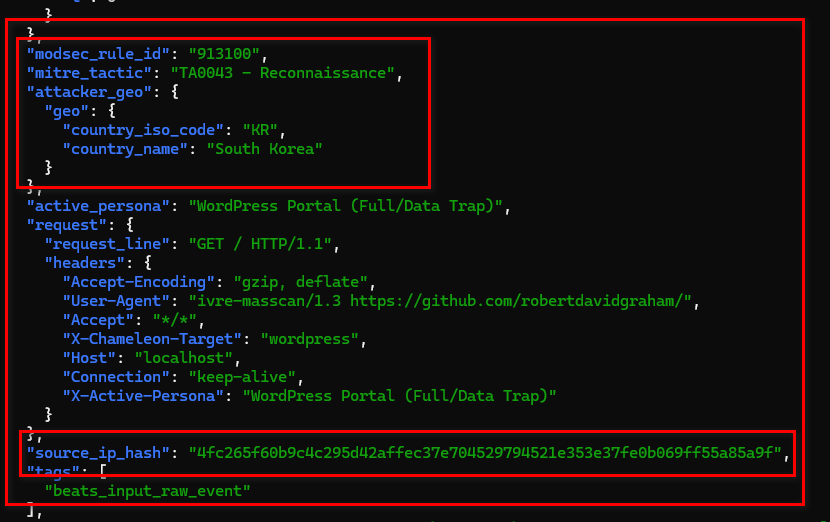 }
},
"modsec_rule_id": "913100",
"mitre_tactic": "TA0043 - Reconnaissance",
"attacker_geo": {
"geo": {
"country_iso_code": "KR",
"country_name": "South Korea"
}
},
"active_persona": "WordPress Portal (Full/Data Trap)",
"request": {
"request_line": "GET / HTTP/1.1",
"headers": {
"Accept-Encoding": "gzip, deflate",
"User-Agent": "ivre-masscan/1.3 https://github.com/robertdavidgraham/",
"Accept": "*/*",
"X-Chameleon-Target": "wordpress",
"Host": "localhost",
"Connection": "keep-alive",
"X-Active-Persona": "WordPress Portal (Full/Data Trap)"
}
},
"source_ip_hash": "4fc265f60b9c4c295d42affec37e704529794521e353e37fe0b069ff55a85a9f",
"tags": [
"beats_input_raw_event"
],